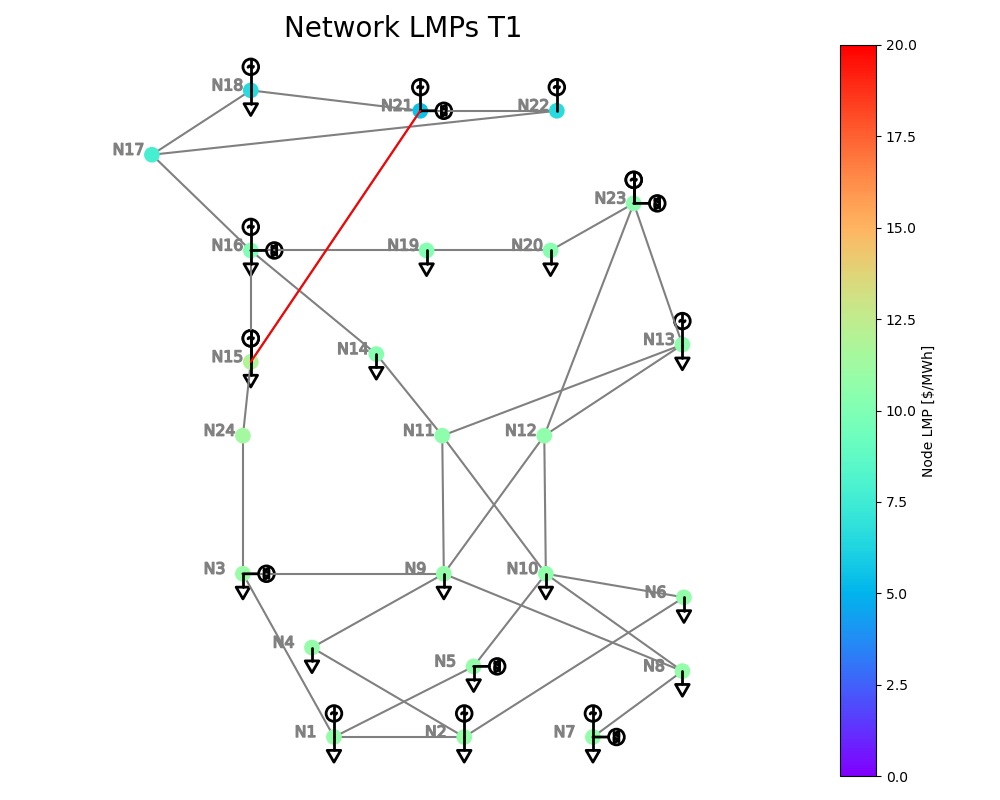 Network LMPs T1
N18
N21
N22
N17
N23
N16
N19
N20
N15
N14
N13
N24
N11
N12
N3
N9
N10
N6
N4
N5
N8
N1
N2
N7
20.0
17.5
15.0
12.5
10.0
7.5
5.0
2.5
0.0
Node LMP [$/MWh]